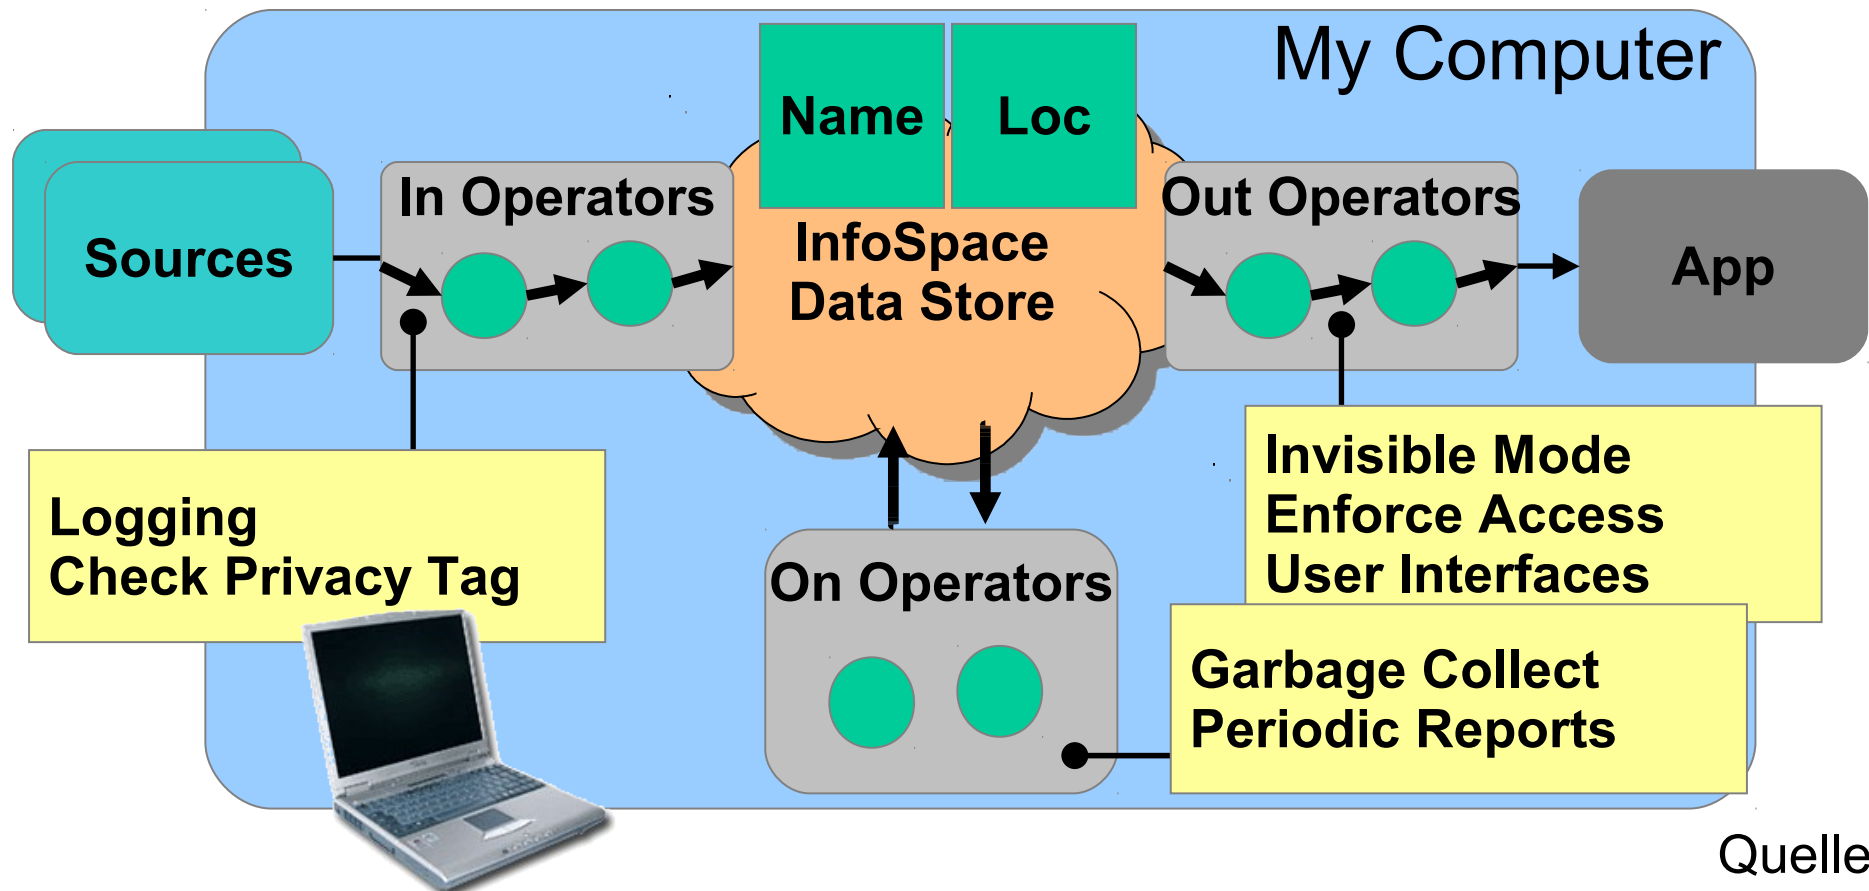 My Computer
Name
Loc
Sources
In Operators
InfoSpace
Data Store
Out Operators
App
Logging
Check Privacy Tag
On Operators
Invisible Mode
Enforce Access
User Interfaces
Garbage Collect
Periodic Reports
Quelle